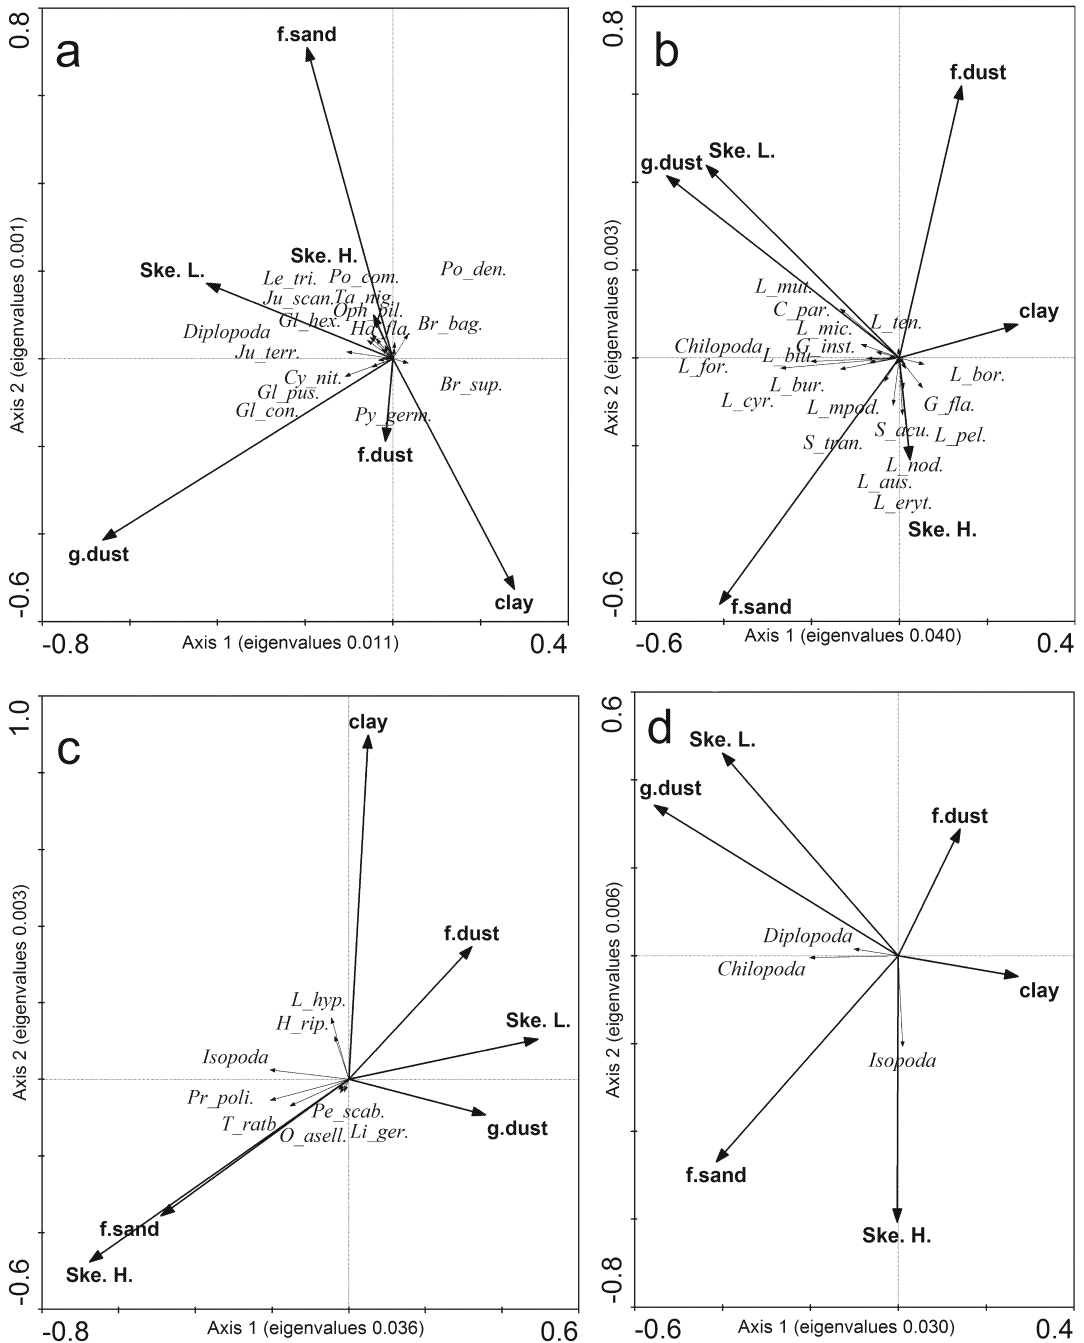 a
0.8
f.sand
Ske. H.
Ske. L.
Le_tri. Po_com.
Po_den.
Ju_scan. Ta_nig.
Oph_pil.
Gl_hex. Ha_fla.
Br_bag.
Diplopoda
Ju_terr.
Cy_nit.
Br_sup.
Gl_pus.
Gl_con.
Py_germ.
f.dust
g.dust
clay
Axis 2 (eigenvalues 0.001)
-0.6
-0.8
Axis 1 (eigenvalues 0.011)
0.4
b
0.8
f.dust
Ske. L.
g.dust
clay
L_mut.
C_par.
L_mic.
L_ten.
Chilopoda
G_inst.
L_blu.
L_for.
L_bur.
L_bor.
L_cyr.
L_mpod.
G_fla.
S_tran.
S_acu.
L_pel.
L_nod.
L_aus.
L_eryt.
Ske. H.
f.sand
Axis 2 (eigenvalues 0.003)
-0.6
-0.6
Axis 1 (eigenvalues 0.040)
0.4
c
1.0
clay
f.dust
Ske. L.
L_hyp.
H_rip.
Isopoda
Pr_poli.
Pe_scab.
T_ratb.
O_asell.
Li_ger.
g.dust
f.sand
Ske. H.
Axis 2 (eigenvalues 0.003)
-0.6
-0.8
Axis 1 (eigenvalues 0.036)
0.6
d
0.6
Ske. L.
g.dust
f.dust
Diplopoda
Chilopoda
clay
Isopoda
f.sand
Ske. H.
Axis 2 (eigenvalues 0.006)
-0.8
-0.6
Axis 1 (eigenvalues 0.030)
0.4